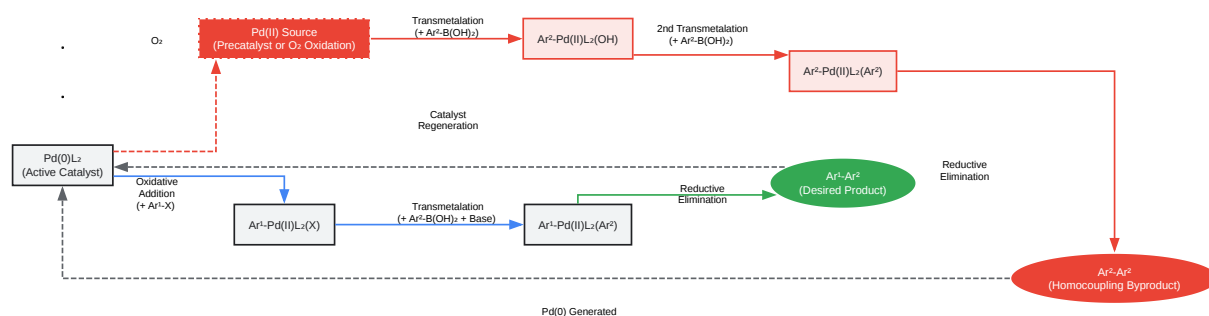 O₂
Pd(II) Source
(Precatalyst or O₂ Oxidation)
Transmetalation
(+ Ar²-B(OH)₂)
Ar²-Pd(II)L₂(OH)
2nd Transmetalation
(+ Ar²-B(OH)₂)
Ar²-Pd(II)L₂(Ar²)
Catalyst
Regeneration
Pd(0)L₂
(Active Catalyst)
Oxidative
Addition
(+ Ar¹-X)
Ar¹-Pd(II)L₂(X)
Transmetalation
(+ Ar²-B(OH)₂ + Base)
Ar¹-Pd(II)L₂(Ar²)
Reductive
Elimination
Ar¹-Ar²
(Desired Product)
Reductive
Elimination
Ar²-Ar²
(Homocoupling Byproduct)
Pd(0) Generated